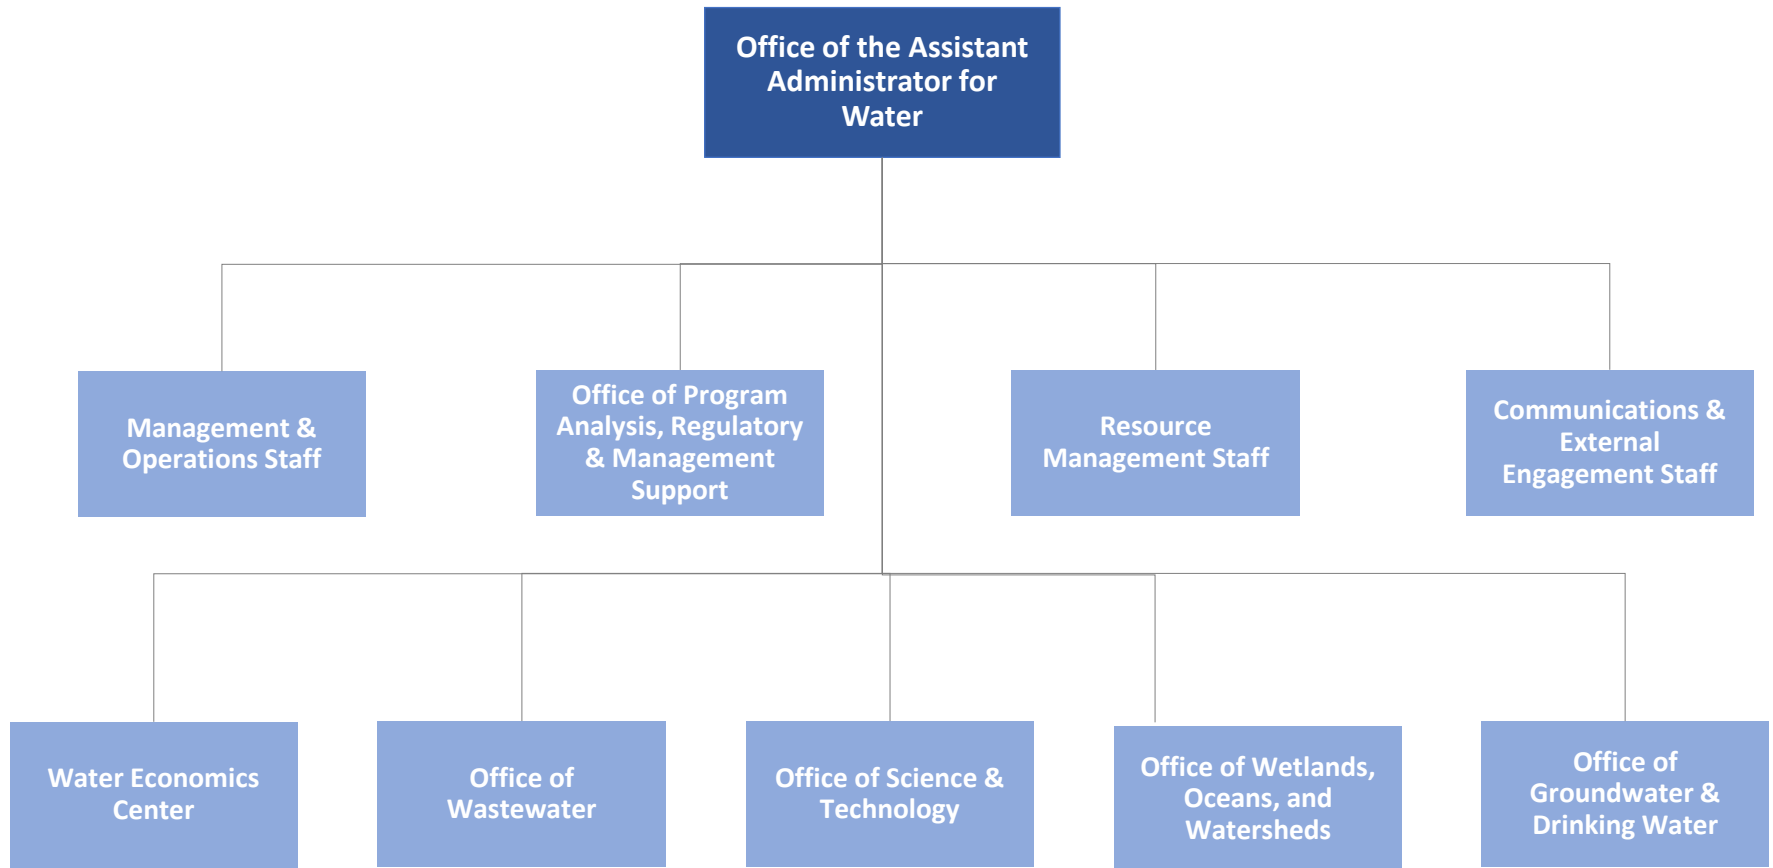 Office of the Assistant
Administrator for
Water
Management &
Operations Staff
Office of Program
Analysis, Regulatory
& Management
Support
Resource
Management Staff
Communications &
External
Engagement Staff
Water Economics
Center
Office of
Wastewater
Office of Science &
Technology
Office of Wetlands,
Oceans, and
Watersheds
Office of
Groundwater &
Drinking Water